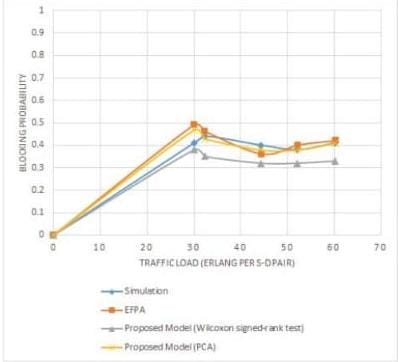 1
0.9
0.8
0.7
0.6
0.5
0.4
0.3
0.2
0.1
0
BLOCKING PROBABILITY
0 10 20 30 40 50 60 70
TRAFFIC LOAD (ERLANG PER S-D PAIR)
Simulation
EFPA
Proposed Model (Wilcoxon signed-rank test)
Proposed Model (PCA)